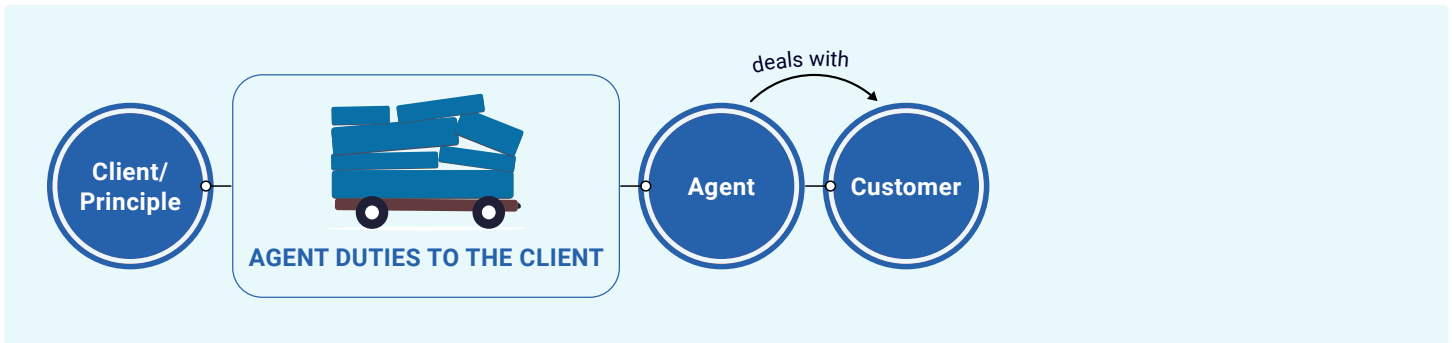 deals with
Client/
Principle
Agent
Customer
AGENT DUTIES TO THE CLIENT